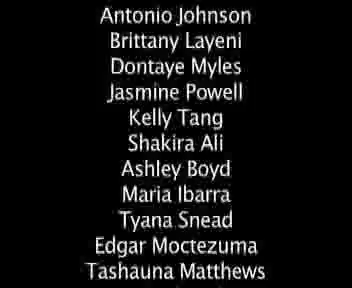 Antonio Johnson
Brittany Layeni
Dontaye Myles
Jasmine Powell
Kelly Tang
Shakira Ali
Ashley Boyd
Maria Ibarra
Tyana Snead
Edgar Moctezuma
Tashauna Matthews